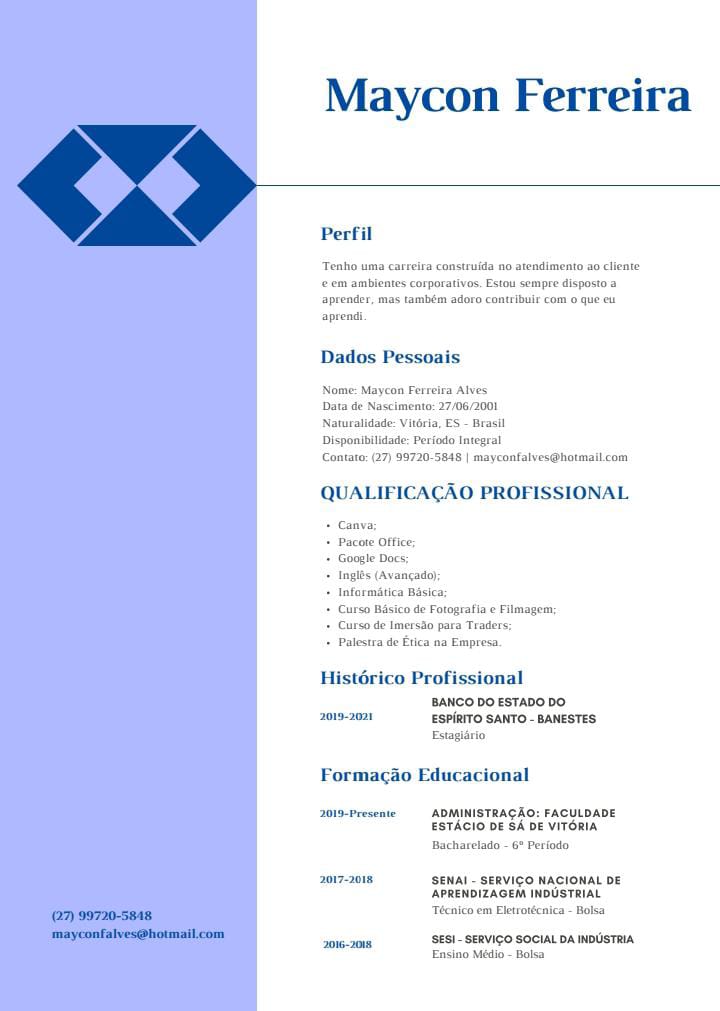 Maycon Ferreira
Perfil
Tenho uma carreira construída no atendimento ao cliente
e em ambientes corporativos. Estou sempre disposto a
aprender, mas também adoro contribuir com o que eu
aprendi.
Dados Pessoais
Nome: Maycon Ferreira Alves
Data de Nascimento: 27/06/2001
Naturalidade: Vitória, ES - Brasil
Disponibilidade: Período Integral
Contato: (27) 99720-5848 | mayconfalves@hotmail.com
QUALIFICAÇÃO PROFISSIONAL
• Canva;
• Pacote Office;
• Google Docs;
• Inglês (Avançado);
• Informática Básica;
• Curso Básico de Fotografia e Filmagem;
• Curso de Imersão para Traders;
• Palestra de Ética na Empresa.
Histórico Profissional
2019-2021
BANCO DO ESTADO DO
ESPÍRITO SANTO - BANESTES
Estagiário
Formação Educacional
2019-Presente
ADMINISTRAÇÃO: FACULDADE
ESTÁCIO DE SÁ DE VITÓRIA
Bacharelado - 6º Período
2017-2018
SENAI - SERVIÇO NACIONAL DE
APRENDIZAGEM INDÚSTRIAL
Técnico em Eletrotécnica - Bolsa
2016-2018
SESI - SERVIÇO SOCIAL DA INDÚSTRIA
Ensino Médio - Bolsa
(27) 99720-5848
mayconfalves@hotmail.com